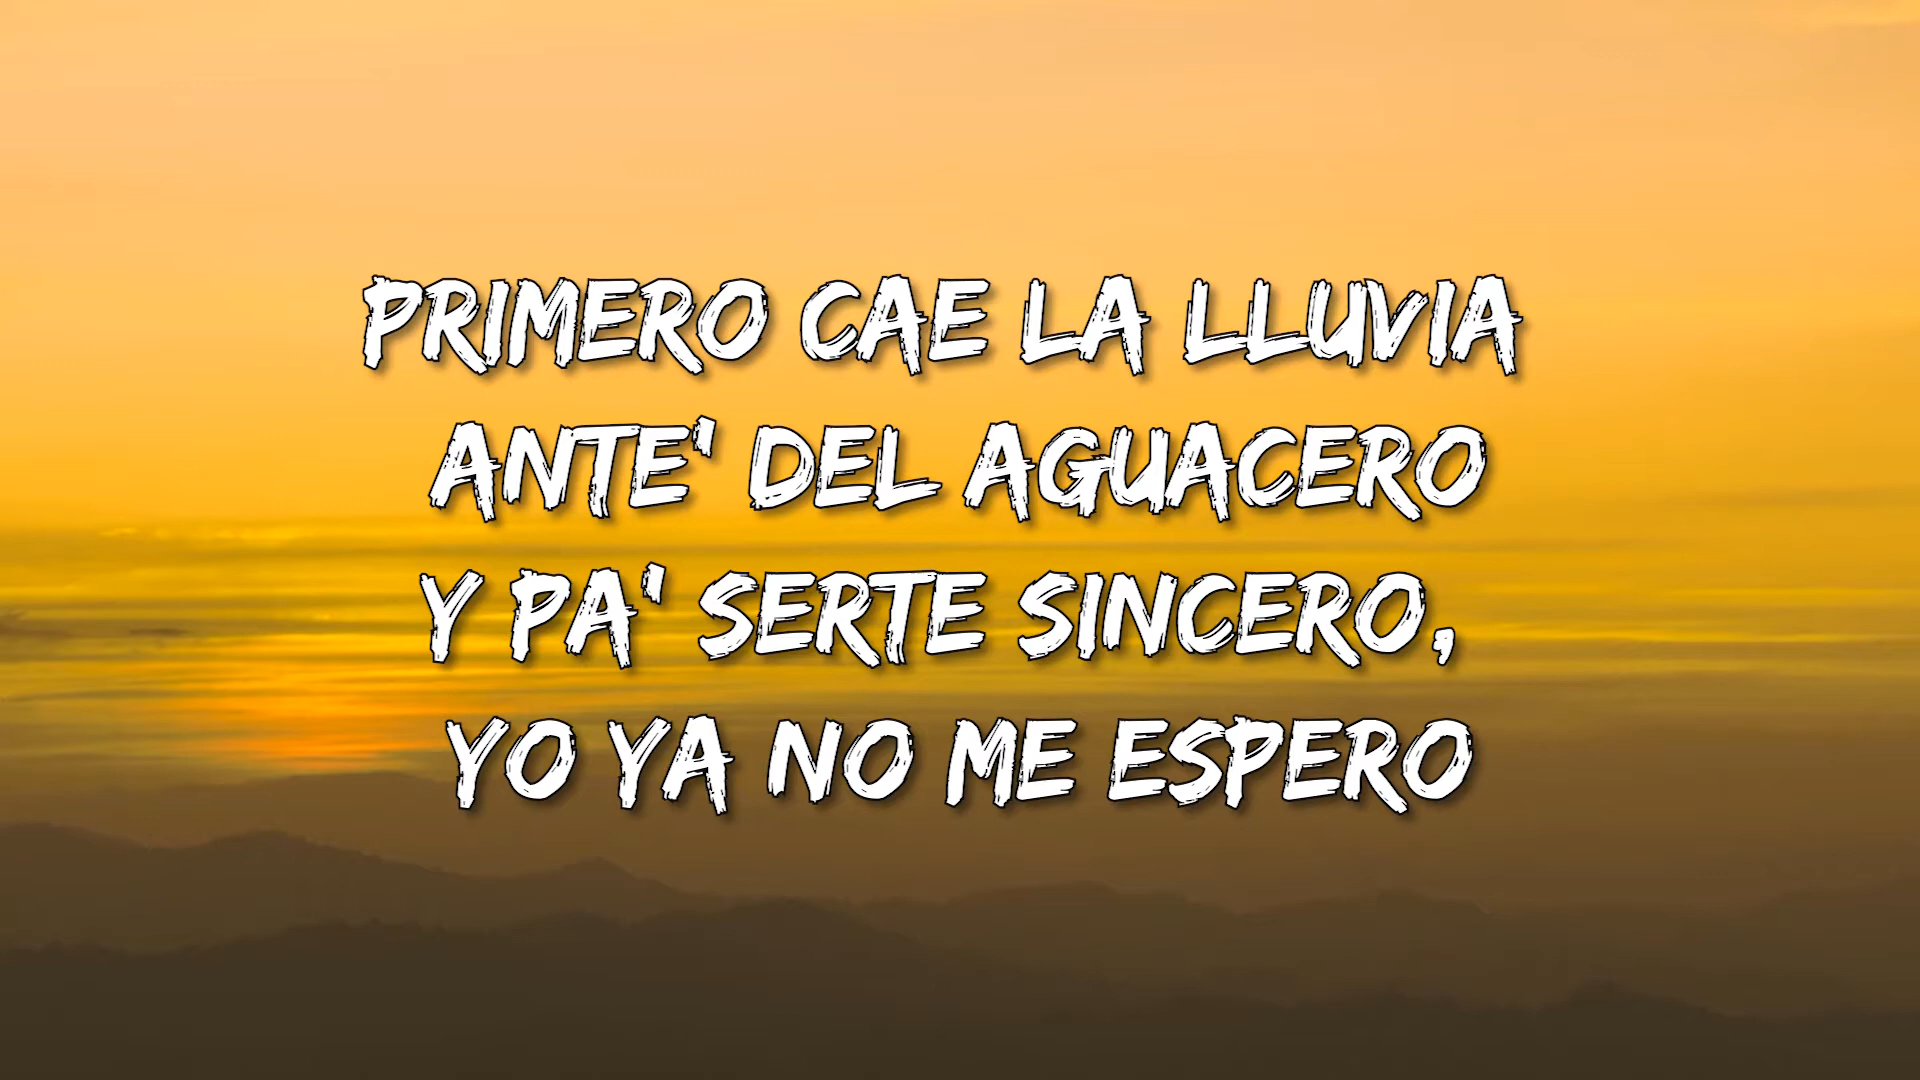 PRIMERO CAE LA LLUVIA
ANTE' DEL AGUACERO
Y PA' SERTE SINCERO,
YO YA NO ME ESPERO